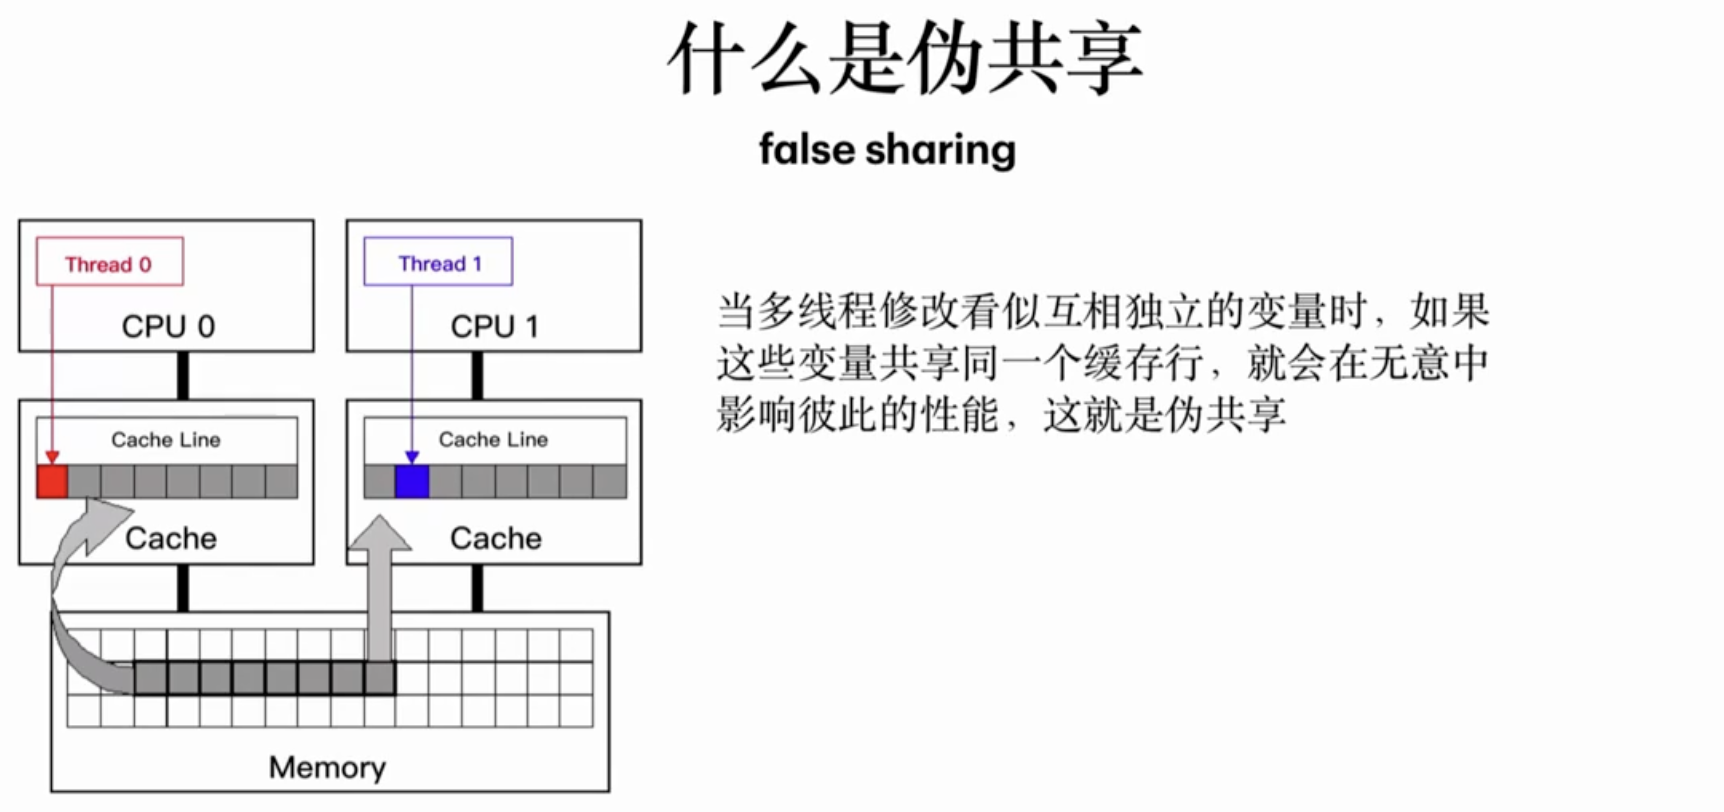 什么是伪共享
false sharing
Thread 0
Thread 1
CPU 0
CPU 1
Cache Line
Cache Line
Cache
Cache
Memory
当多线程修改看似互相独立的变量时，如果
这些变量共享同一个缓存行，就会在无意中
影响彼此的性能，这就是伪共享